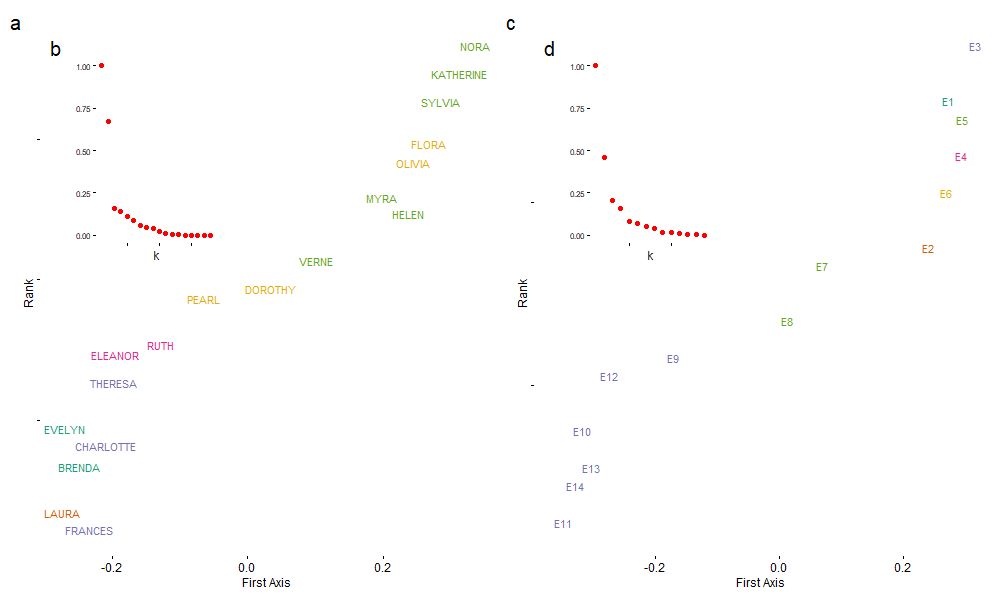 a
b
NORA
KATHERINE
SYLVIA
FLORA
OLIVIA
MYRA
HELEN
VERNE
DOROTHY
PEARL
RUTH
ELEANOR
THERESA
EVELYN
CHARLOTTE
BRENDA
LAURA
FRANCES
1.00
0.75
0.50
0.25
0.00
k
Rank
-0.2
0.0
0.2
First Axis
c
d
E3
E1
E5
E4
E6
E2
E7
E8
E9
E12
E10
E13
E14
E11
1.00
0.75
0.50
0.25
0.00
k
Rank
-0.2
0.0
0.2
First Axis